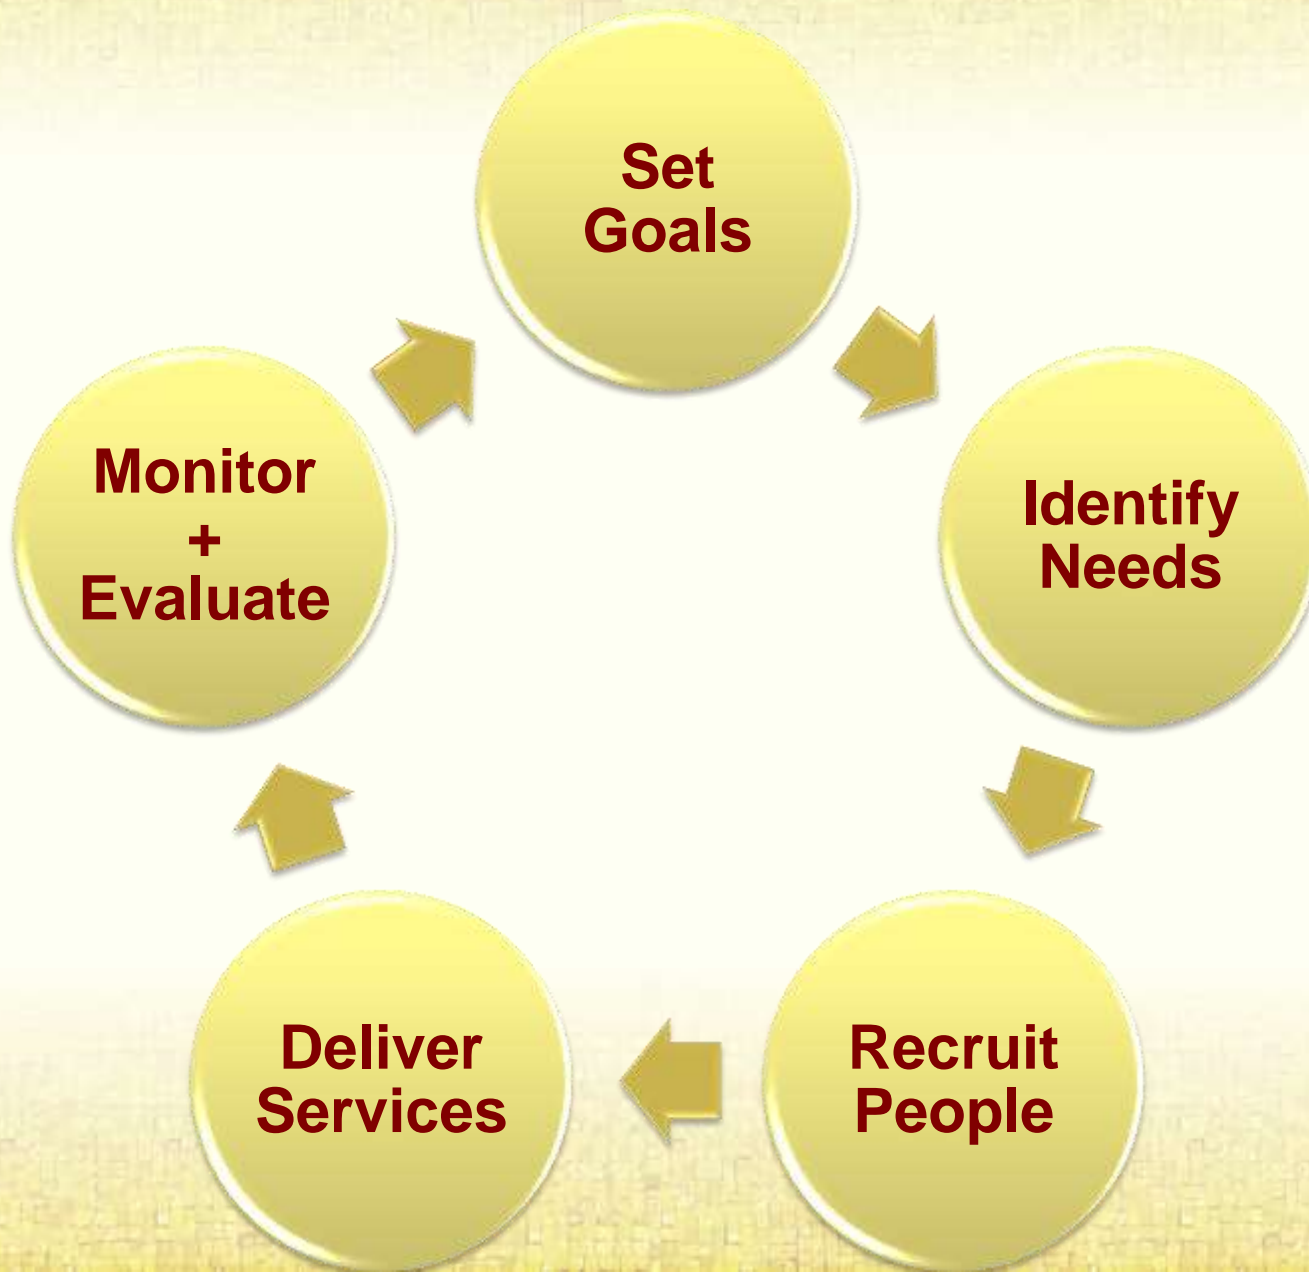 Set
Goals
Identify
Needs
Recruit
People
Deliver
Services
Monitor
+
Evaluate